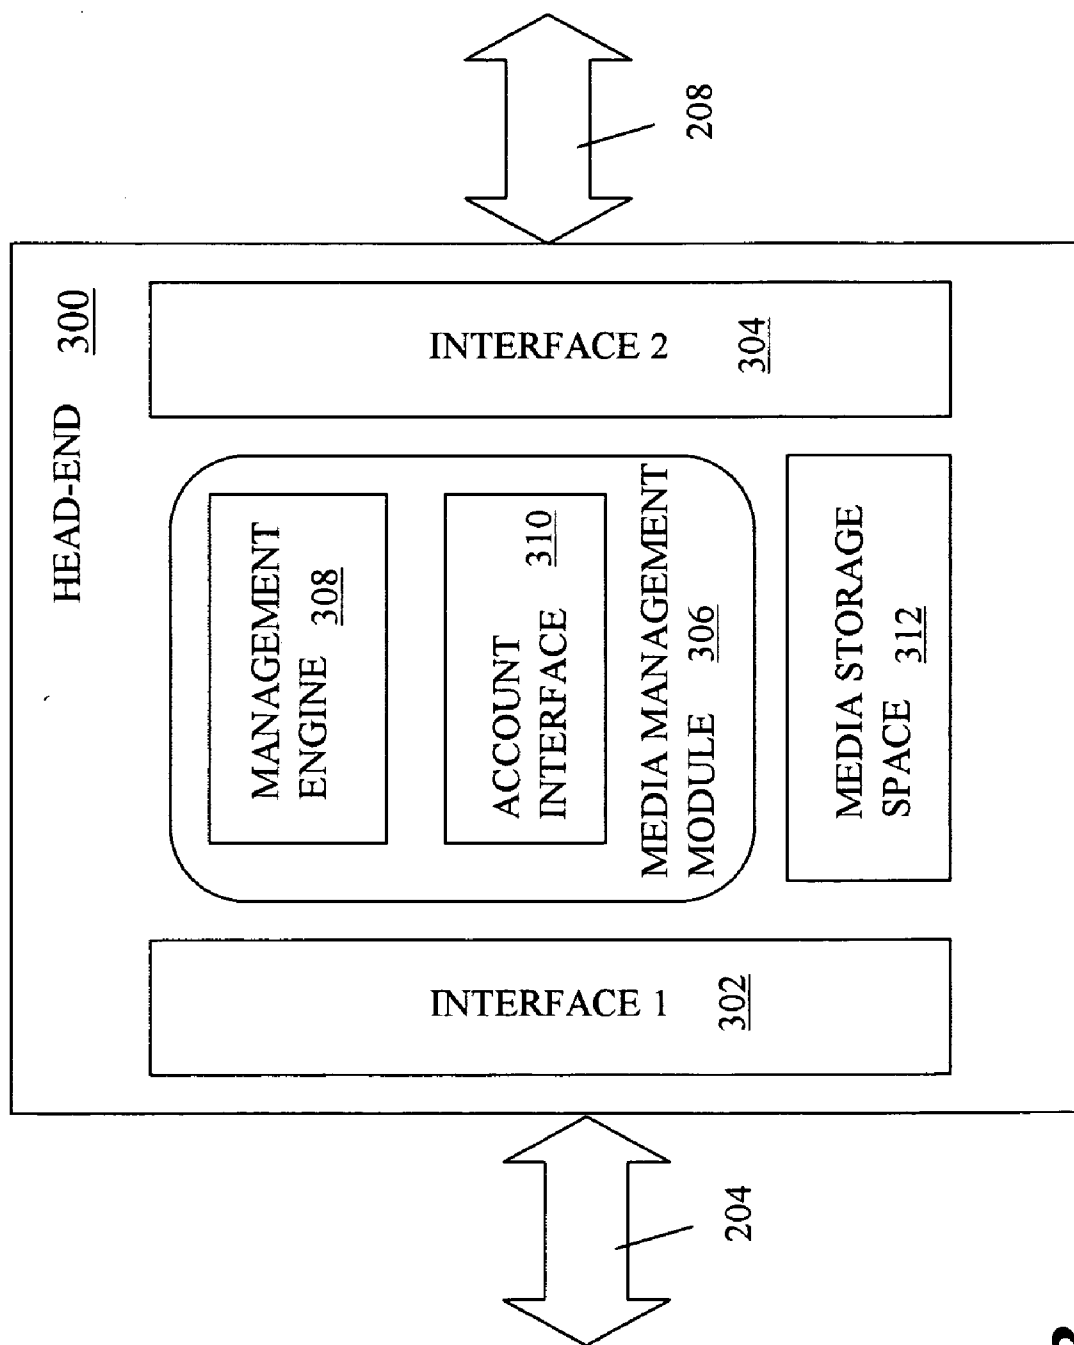 HEAD-END 300
INTERFACE 1
302
MANAGEMENT
ENGINE 308
ACCOUNT
INTERFACE 310
MEDIA MANAGEMENT
MODULE 306
INTERFACE 2
304
MEDIA STORAGE
SPACE 312
204
208